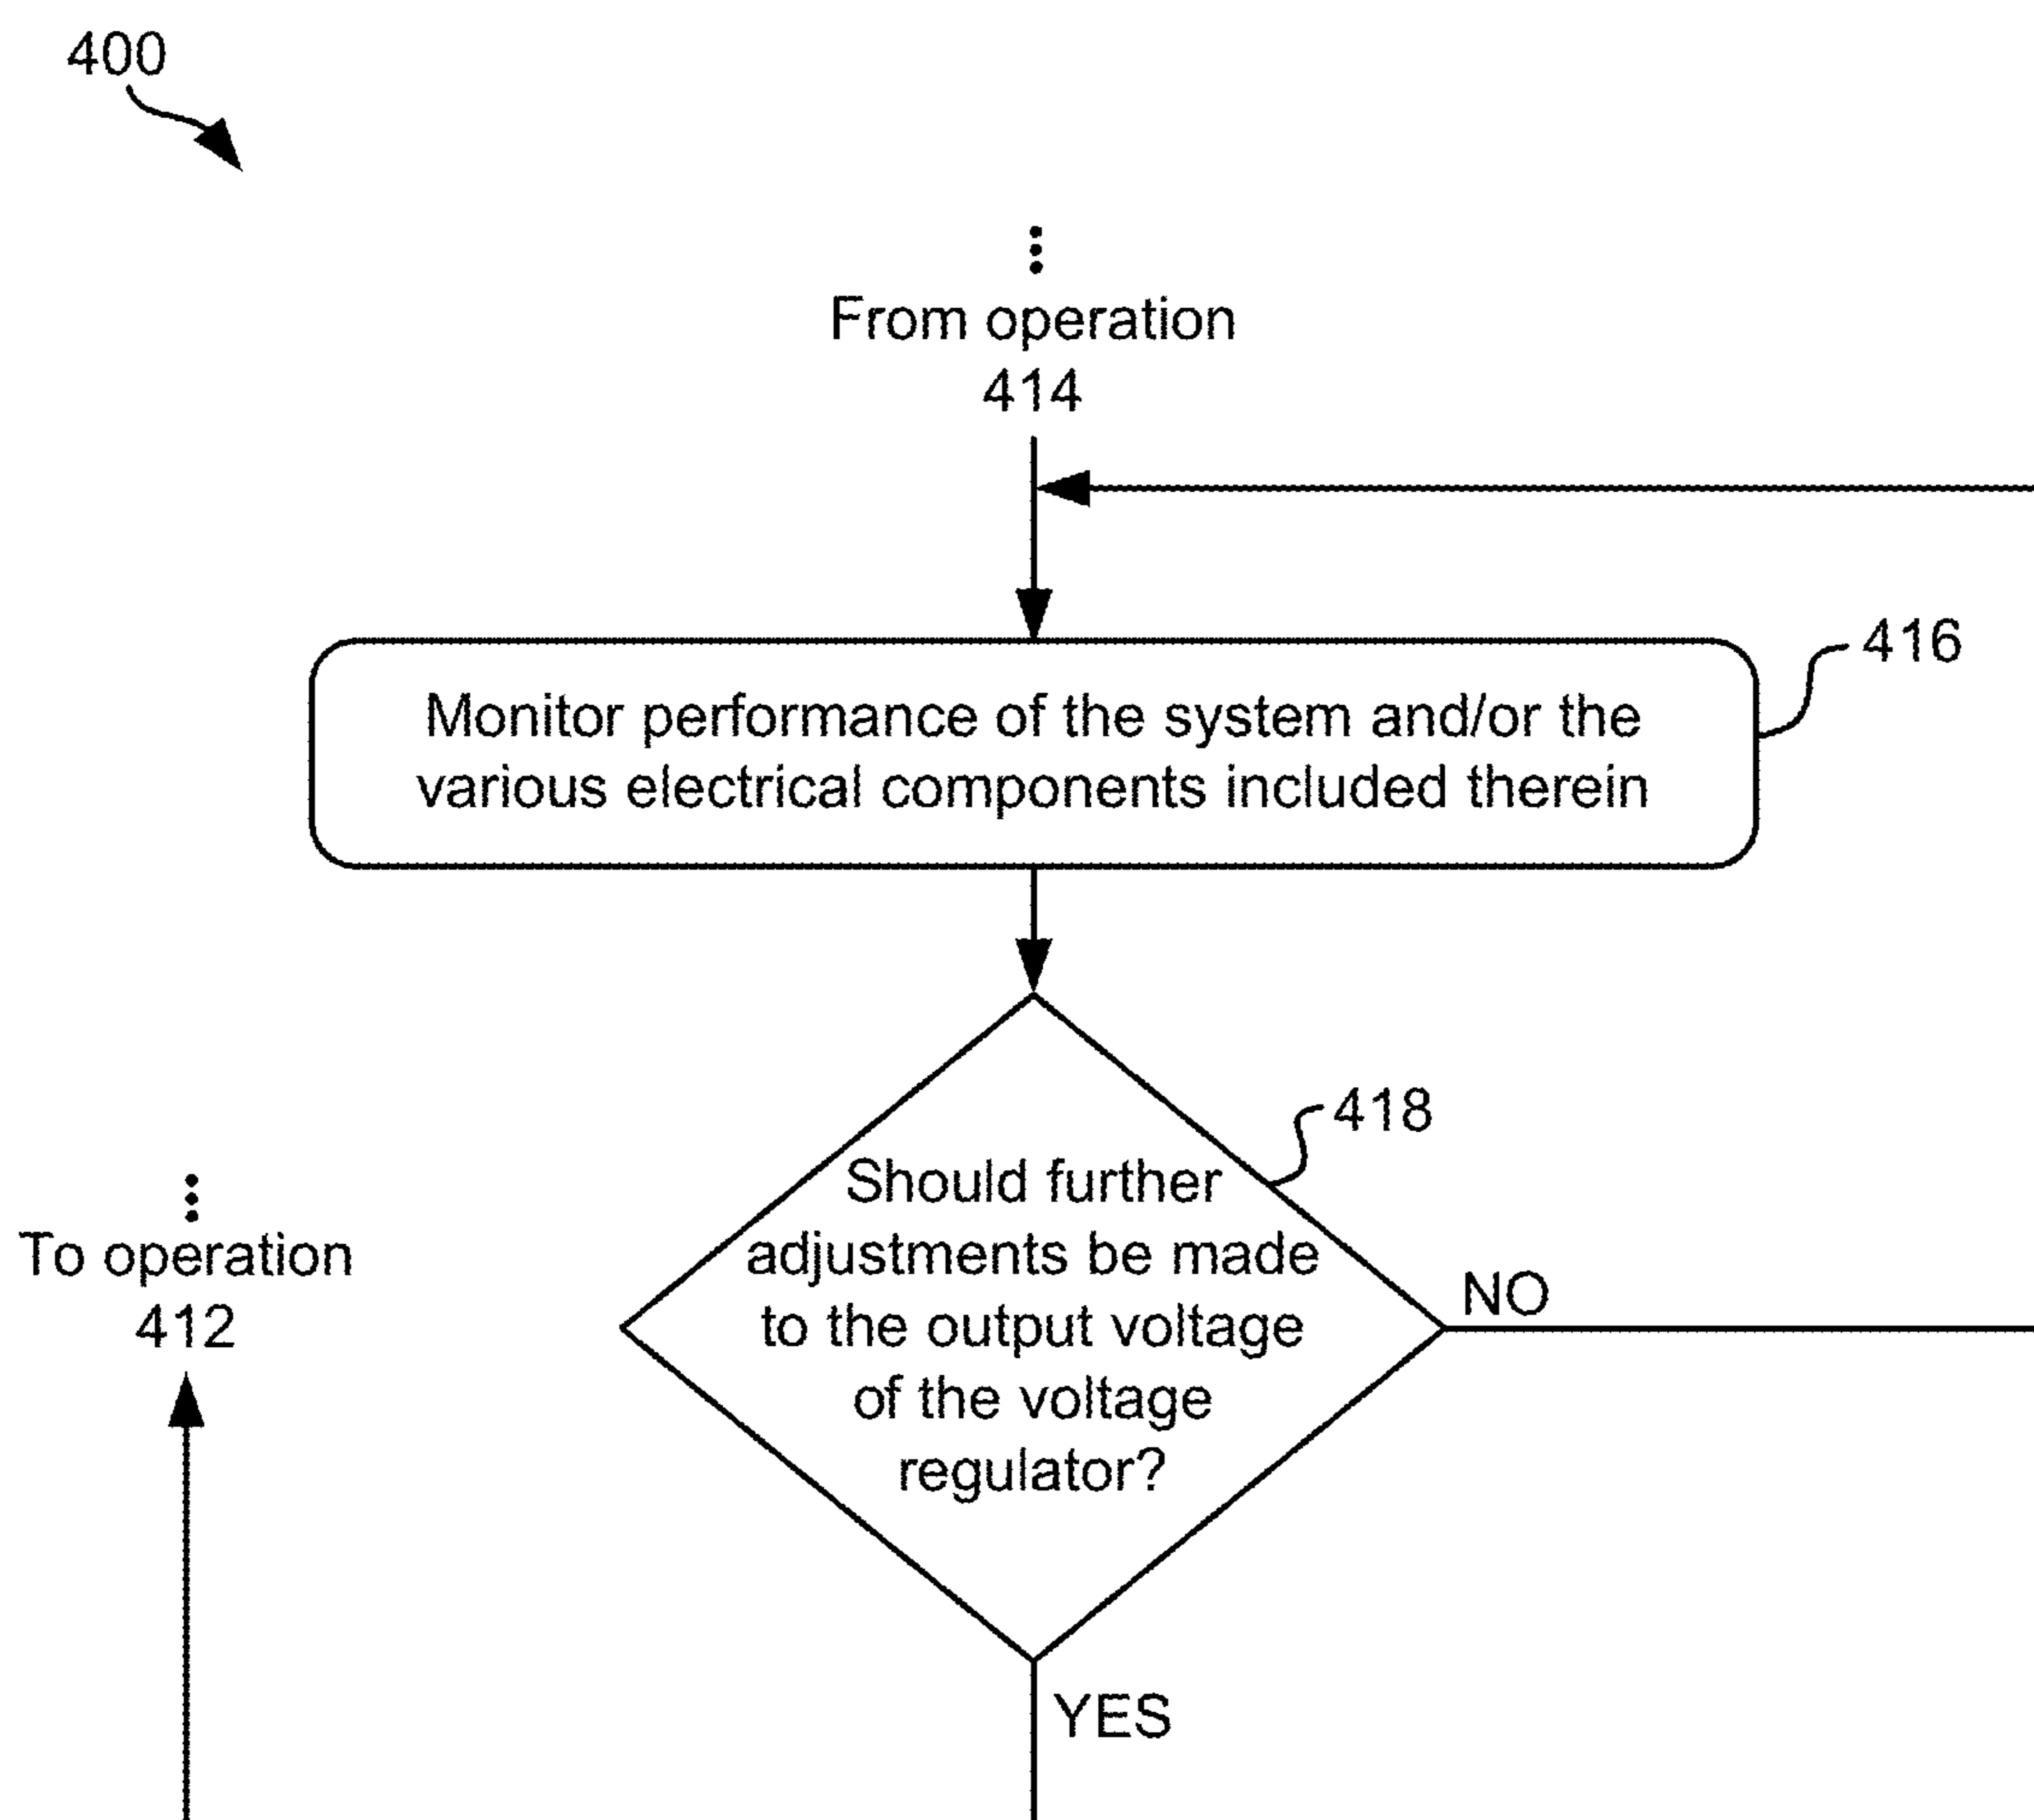 400
From operation
414
Monitor performance of the system and/or the
various electrical components included therein
416
418
Should further
adjustments be made
to the output voltage
of the voltage
regulator?
NO
To operation
412
YES